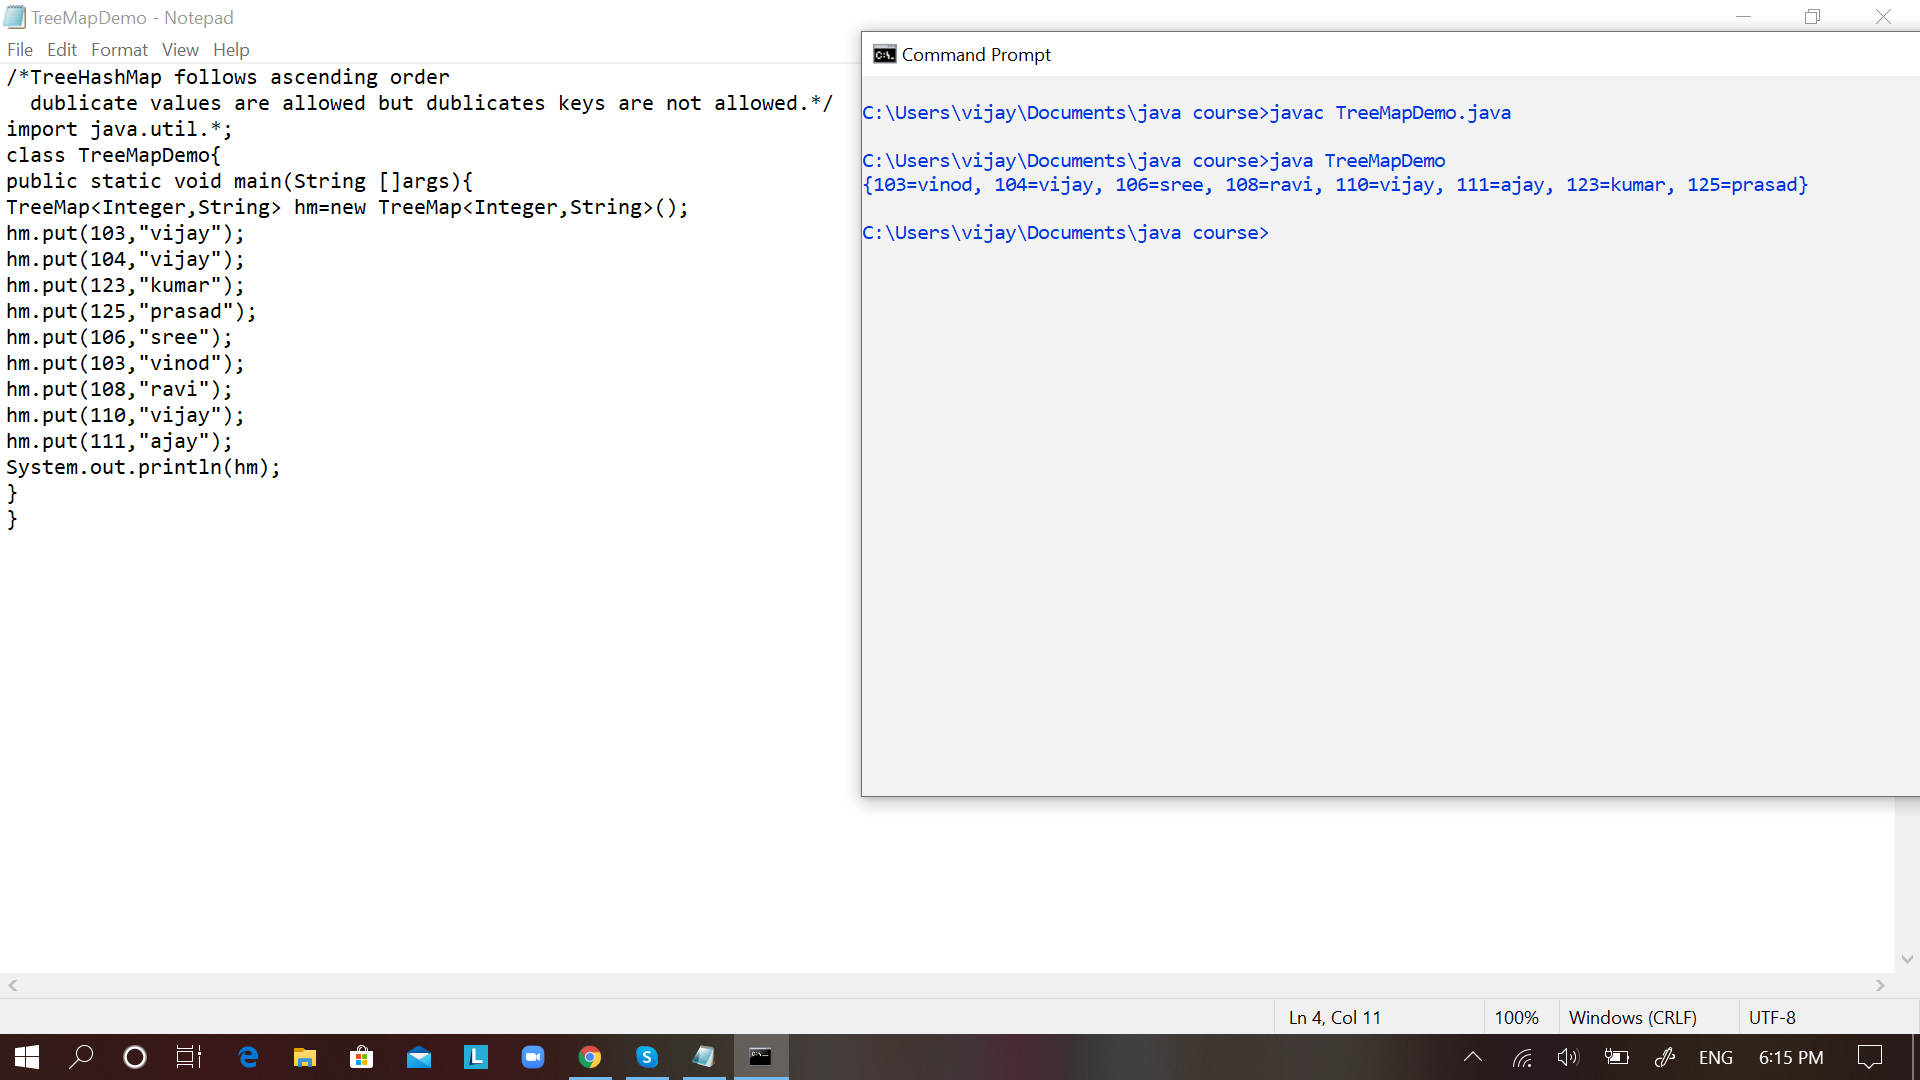 TreeMapDemo - Notepad
File Edit Format View Help
/*TreeHashMap follows ascending order
  dublicate values are allowed but dublicates keys are not allowed.*/
import java.util.*;
class TreeMapDemo{
public static void main(String []args){
TreeMap<Integer,String> hm=new TreeMap<Integer,String>();
hm.put(103,"vijay");
hm.put(104,"vijay");
hm.put(123,"kumar");
hm.put(125,"prasad");
hm.put(106,"sree");
hm.put(103,"vinod");
hm.put(108,"ravi");
hm.put(110,"vijay");
hm.put(111,"ajay");
System.out.println(hm);
}
}
Command Prompt
C:\Users\vijay\Documents\java course>javac TreeMapDemo.java
C:\Users\vijay\Documents\java course>java TreeMapDemo
{103=vinod, 104=vijay, 106=sree, 108=ravi, 110=vijay, 111=ajay, 123=kumar, 125=prasad}
C:\Users\vijay\Documents\java course>
Ln 4, Col 11 100% Windows (CRLF) UTF-8
L S ENG 6:15 PM